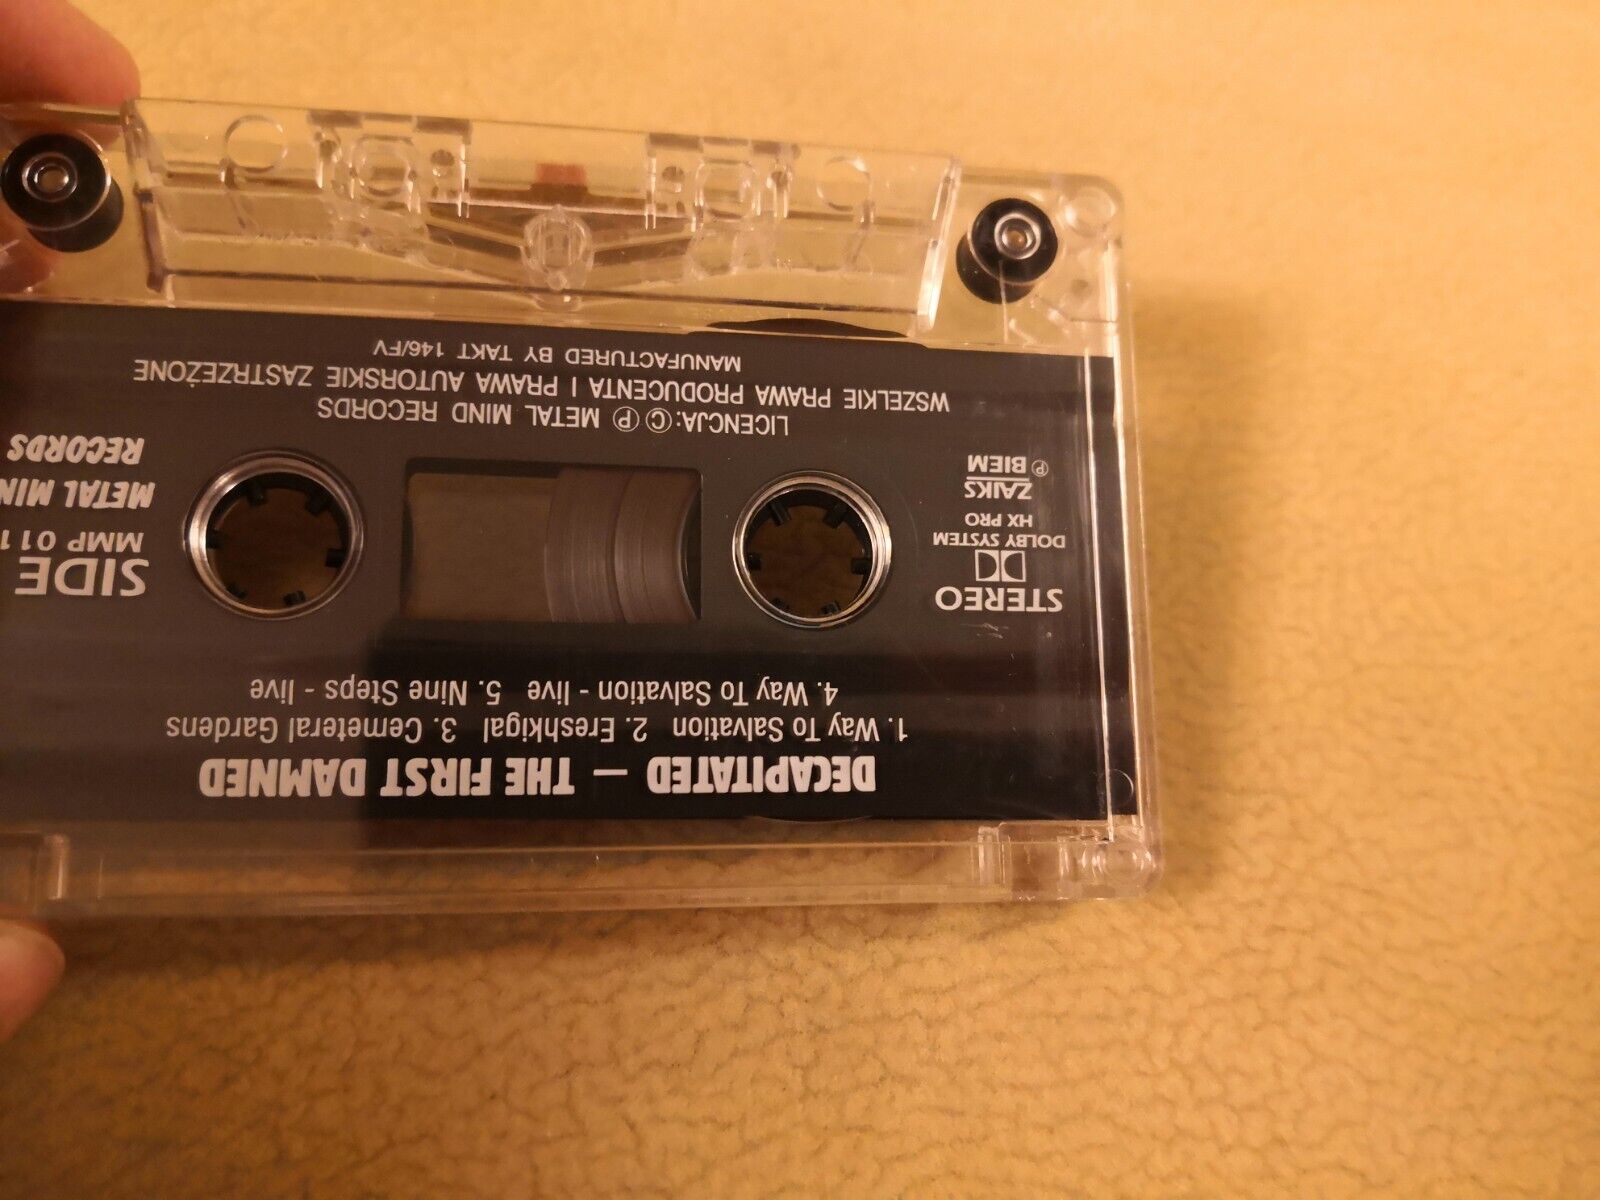 DECAPITATED — THE FIRST DAMNED
1. Way To Salvation 2. Ereshkigal 3. Cemeteral Gardens
4. Way To Salvation - live 5. Nine Steps - live
STEREO
DOLBY SYSTEM
HX PRO
ZAIKS
Ⓟ BIEM
SIDE
MMP 011
METAL MIN
RECORDS
LICENCJA:Ⓒ Ⓟ METAL MIND RECORDS
WSZELKIE PRAWA PRODUCENTA I PRAWA AUTORSKIE ZASTRZEŻONE
MANUFACTURED BY TAKT 146/FV